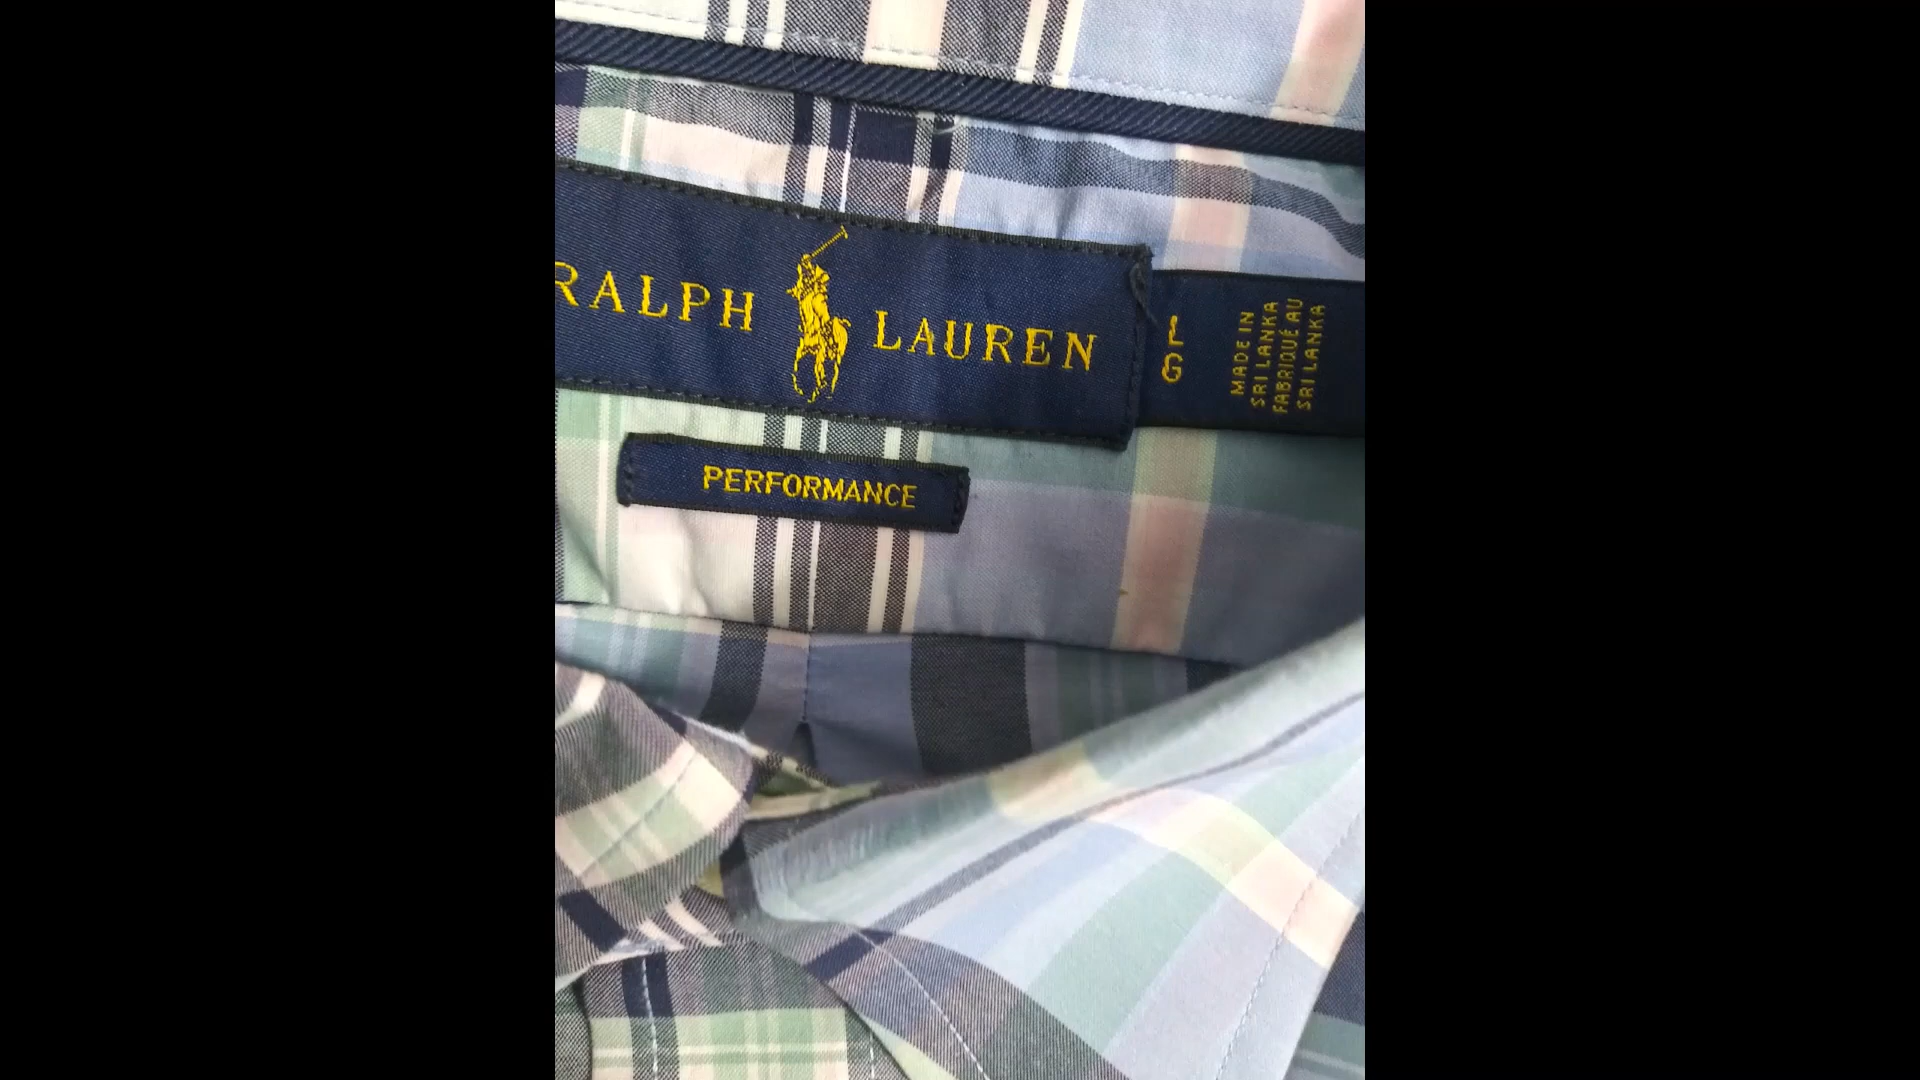 RALPH LAUREN
LG
MADE IN
SRI LANKA
FABRIQUÉ AU
SRI LANKA
PERFORMANCE